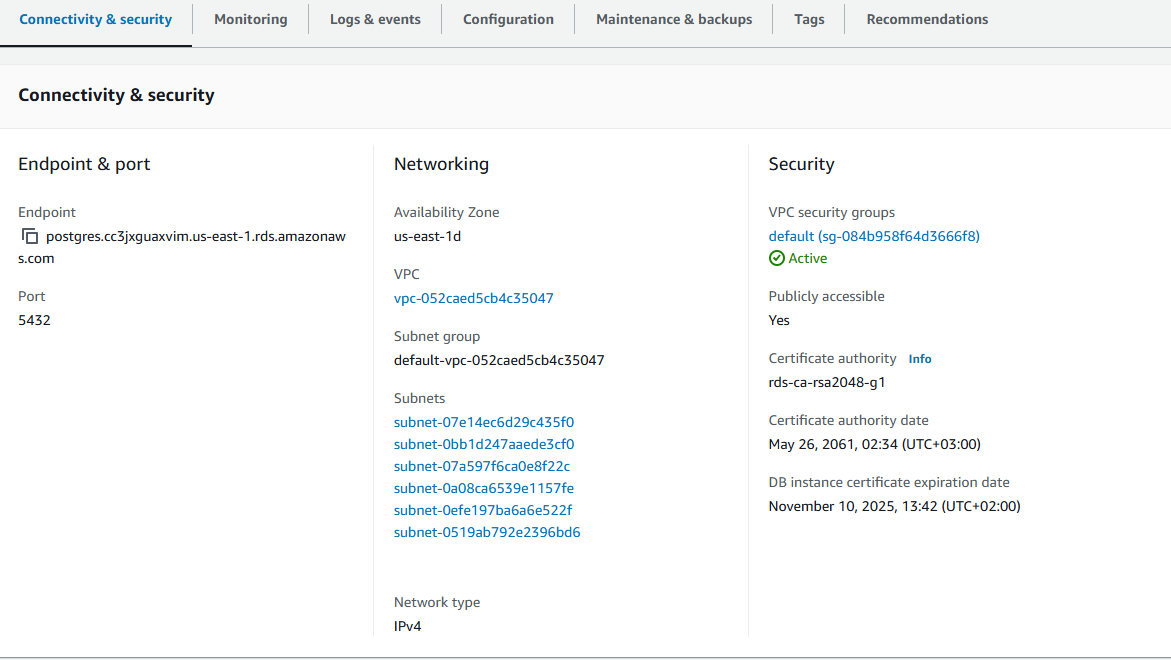 Connectivity & security
Monitoring
Logs & events
Configuration
Maintenance & backups
Tags
Recommendations
Connectivity & security
Endpoint & port
Endpoint
postgres.cc3jxguaxvim.us-east-1.rds.amazonaw
s.com
Port
5432
Networking
Availability Zone
us-east-1d
VPC
vpc-052caed5cb4c35047
Subnet group
default-vpc-052caed5cb4c35047
Subnets
subnet-07e14ec6d29c435f0
subnet-0bb1d247aaede3cf0
subnet-07a597f6ca0e8f22c
subnet-0a08ca6539e1157fe
subnet-0efe197ba6a6e522f
subnet-0519ab792e2396bd6
Network type
IPv4
Security
VPC security groups
default (sg-084b958f64d3666f8)
Active
Publicly accessible
Yes
Certificate authority Info
rds-ca-rsa2048-g1
Certificate authority date
May 26, 2061, 02:34 (UTC+03:00)
DB instance certificate expiration date
November 10, 2025, 13:42 (UTC+02:00)